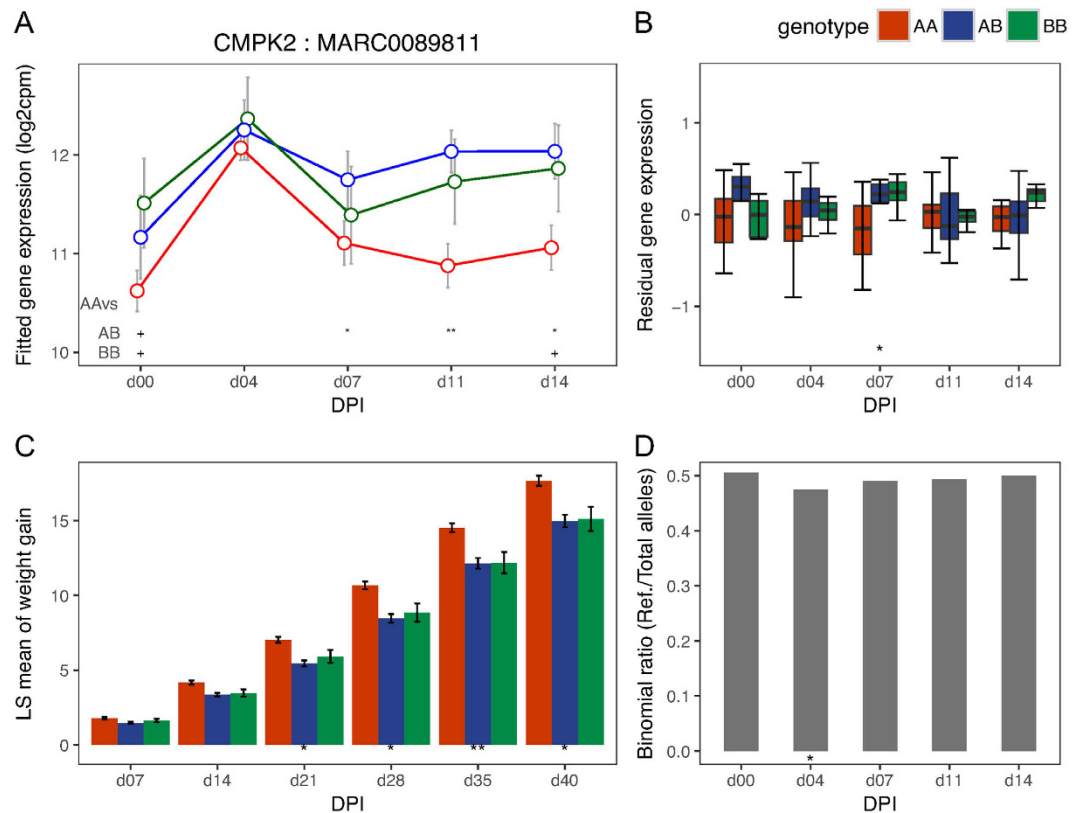 A
CMPK2 : MARC0089811
Fitted gene expression (log2cpm)
12
11
10
AAvs
AB + * ** *
BB + +
d00 d04 d07 d11 d14
DPI
B
genotype AA AB BB
Residual gene expression
1
0
−1
*
d00 d04 d07 d11 d14
DPI
C
LS mean of weight gain
15
10
5
0
* * ** *
d07 d14 d21 d28 d35 d40
DPI
D
Binomial ratio (Ref./Total alleles)
0.5
0.4
0.3
0.2
0.1
0.0
*
d00 d04 d07 d11 d14
DPI